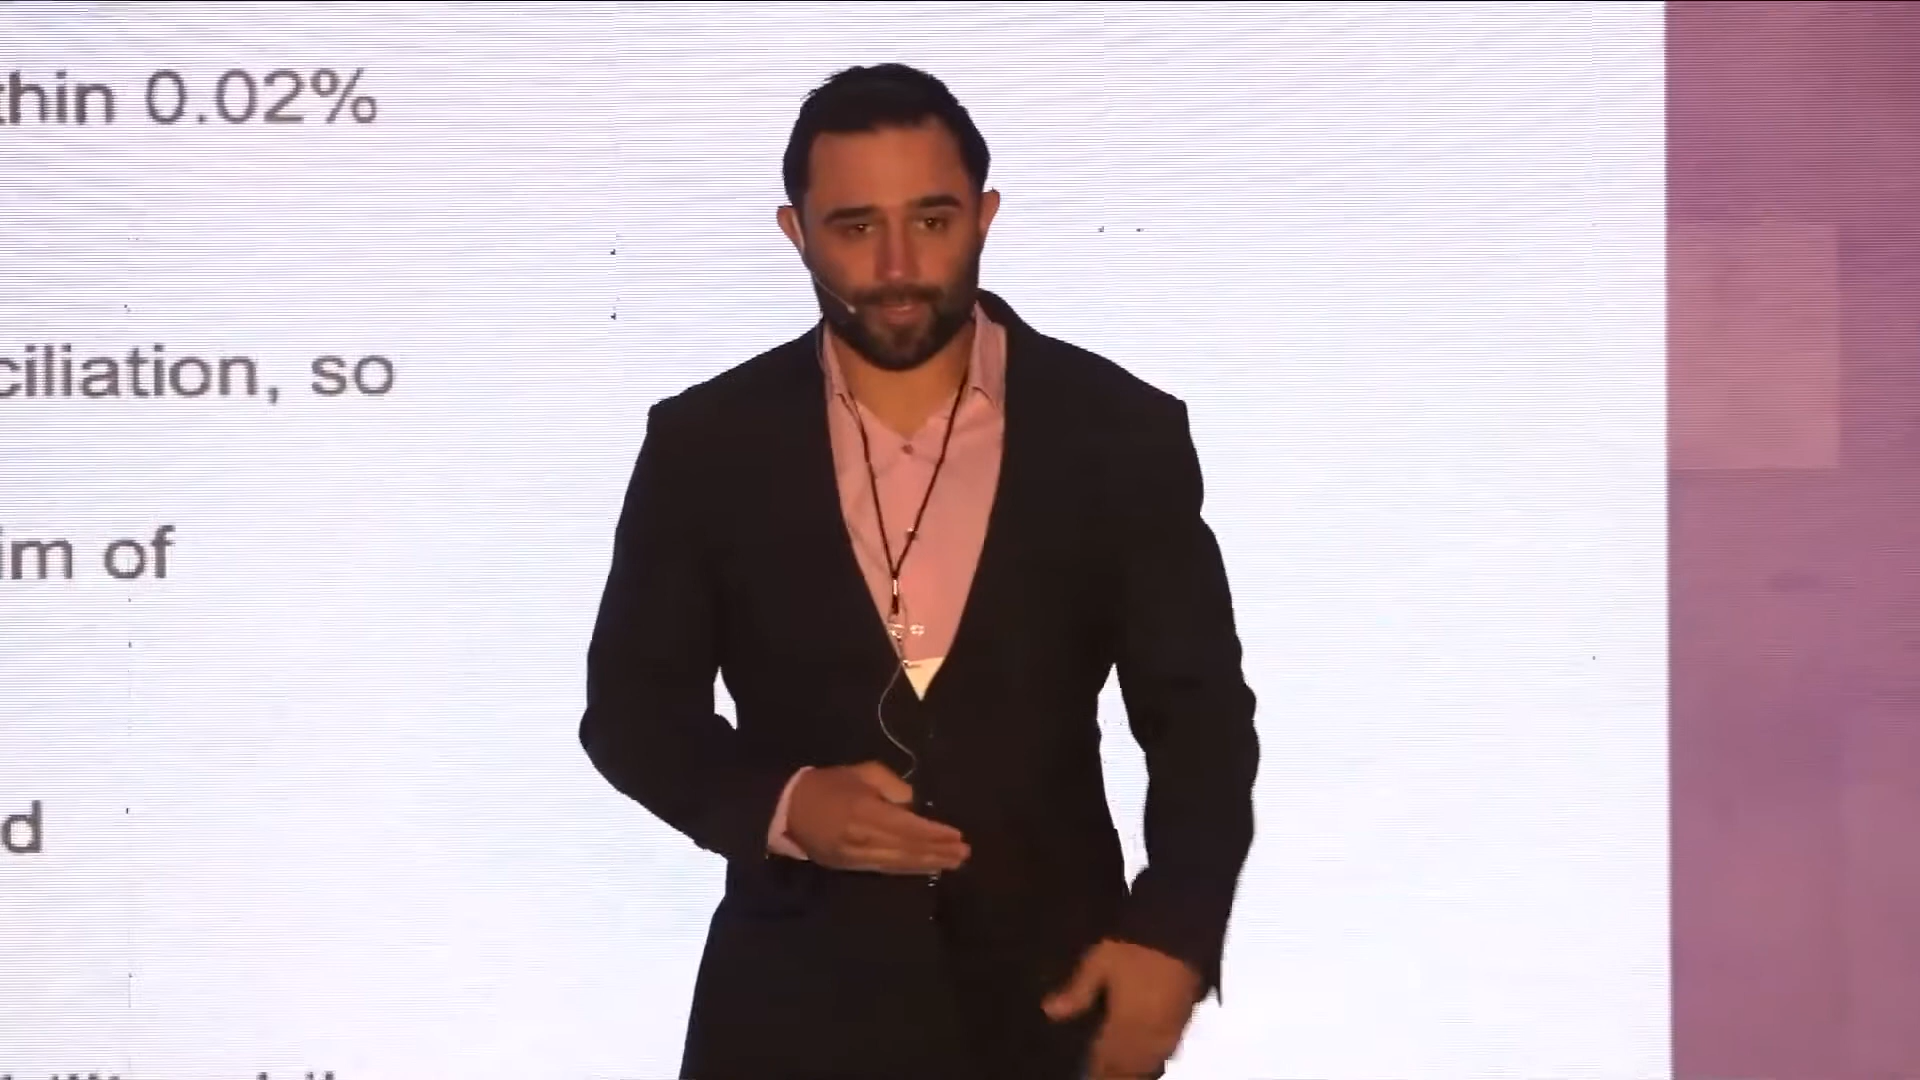 thin 0.02%
ciliation, so
im of
d